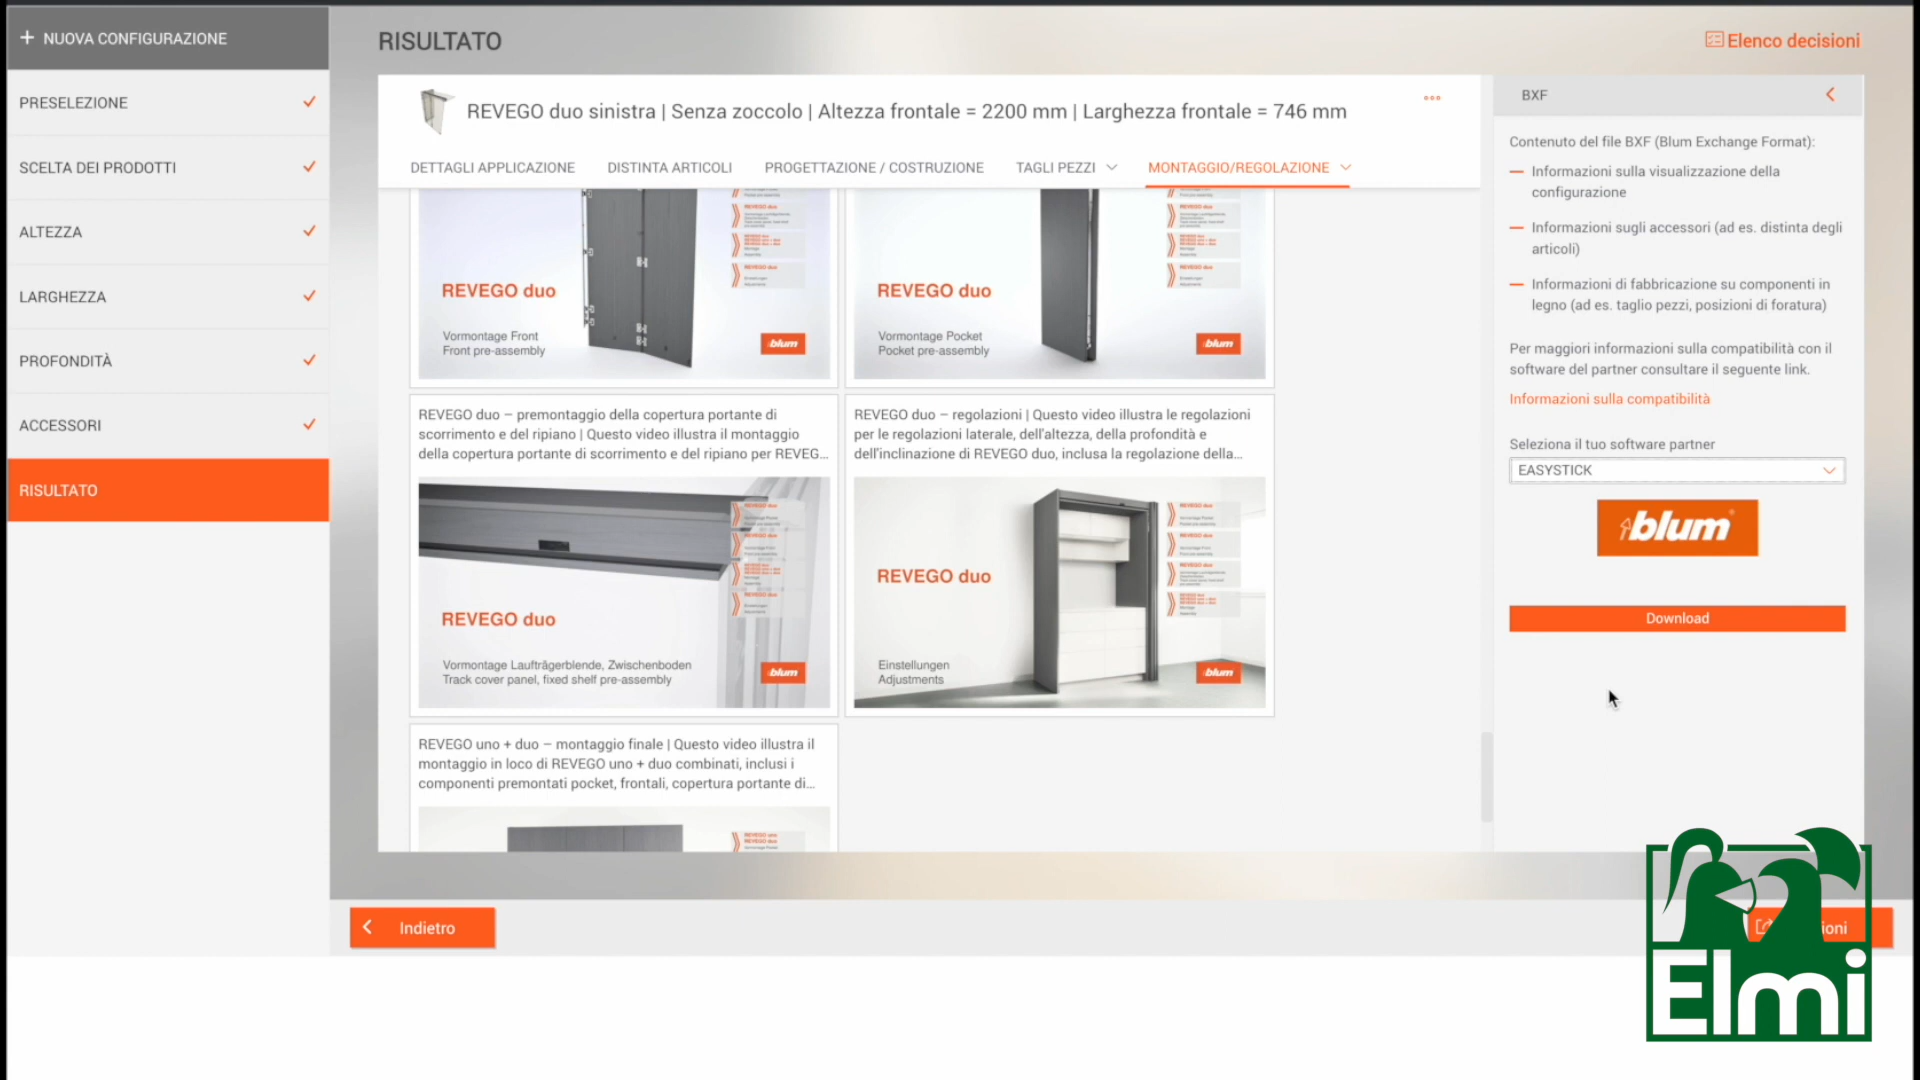 NUOVA CONFIGURAZIONE
PRESELEZIONE
SCELTA DEI PRODOTTI
ALTEZZA
LARGHEZZA
PROFONDITÀ
ACCESSORI
RISULTATO
RISULTATO
Elenco decisioni
REVEGO duo sinistra | Senza zoccolo | Altezza frontale = 2200 mm | Larghezza frontale = 746 mm
DETTAGLI APPLICAZIONE
DISTINTA ARTICOLI
PROGETTAZIONE / COSTRUZIONE
TAGLI PEZZI
MONTAGGIO/REGOLAZIONE
REVEGO duo
Vormontage Front
Front pre-assembly
blum
REVEGO duo
Vormontage Pocket
Pocket pre-assembly
blum
REVEGO duo – premontaggio della copertura portante di
scorrimento e del ripiano | Questo video illustra il montaggio
della copertura portante di scorrimento e del ripiano per REVEG...
REVEGO duo
Vormontage Laufträgerblende, Zwischenboden
Track cover panel, fixed shelf pre-assembly
blum
REVEGO duo – regolazioni | Questo video illustra le regolazioni
per le regolazioni laterale, dell'altezza, della profondità e
dell'inclinazione di REVEGO duo, inclusa la regolazione della...
REVEGO duo
Einstellungen
Adjustments
blum
REVEGO uno + duo – montaggio finale | Questo video illustra il
montaggio in loco di REVEGO uno + duo combinati, inclusi i
componenti premontati pocket, frontali, copertura portante di...
BXF
Contenuto del file BXF (Blum Exchange Format):
Informazioni sulla visualizzazione della
configurazione
Informazioni sugli accessori (ad es. distinta degli
articoli)
Informazioni di fabbricazione su componenti in
legno (ad es. taglio pezzi, posizioni di foratura)
Per maggiori informazioni sulla compatibilità con il
software del partner consultare il seguente link.
Informazioni sulla compatibilità
Seleziona il tuo software partner
EASYSTICK
blum
Download
Indietro
ioni
Elmi